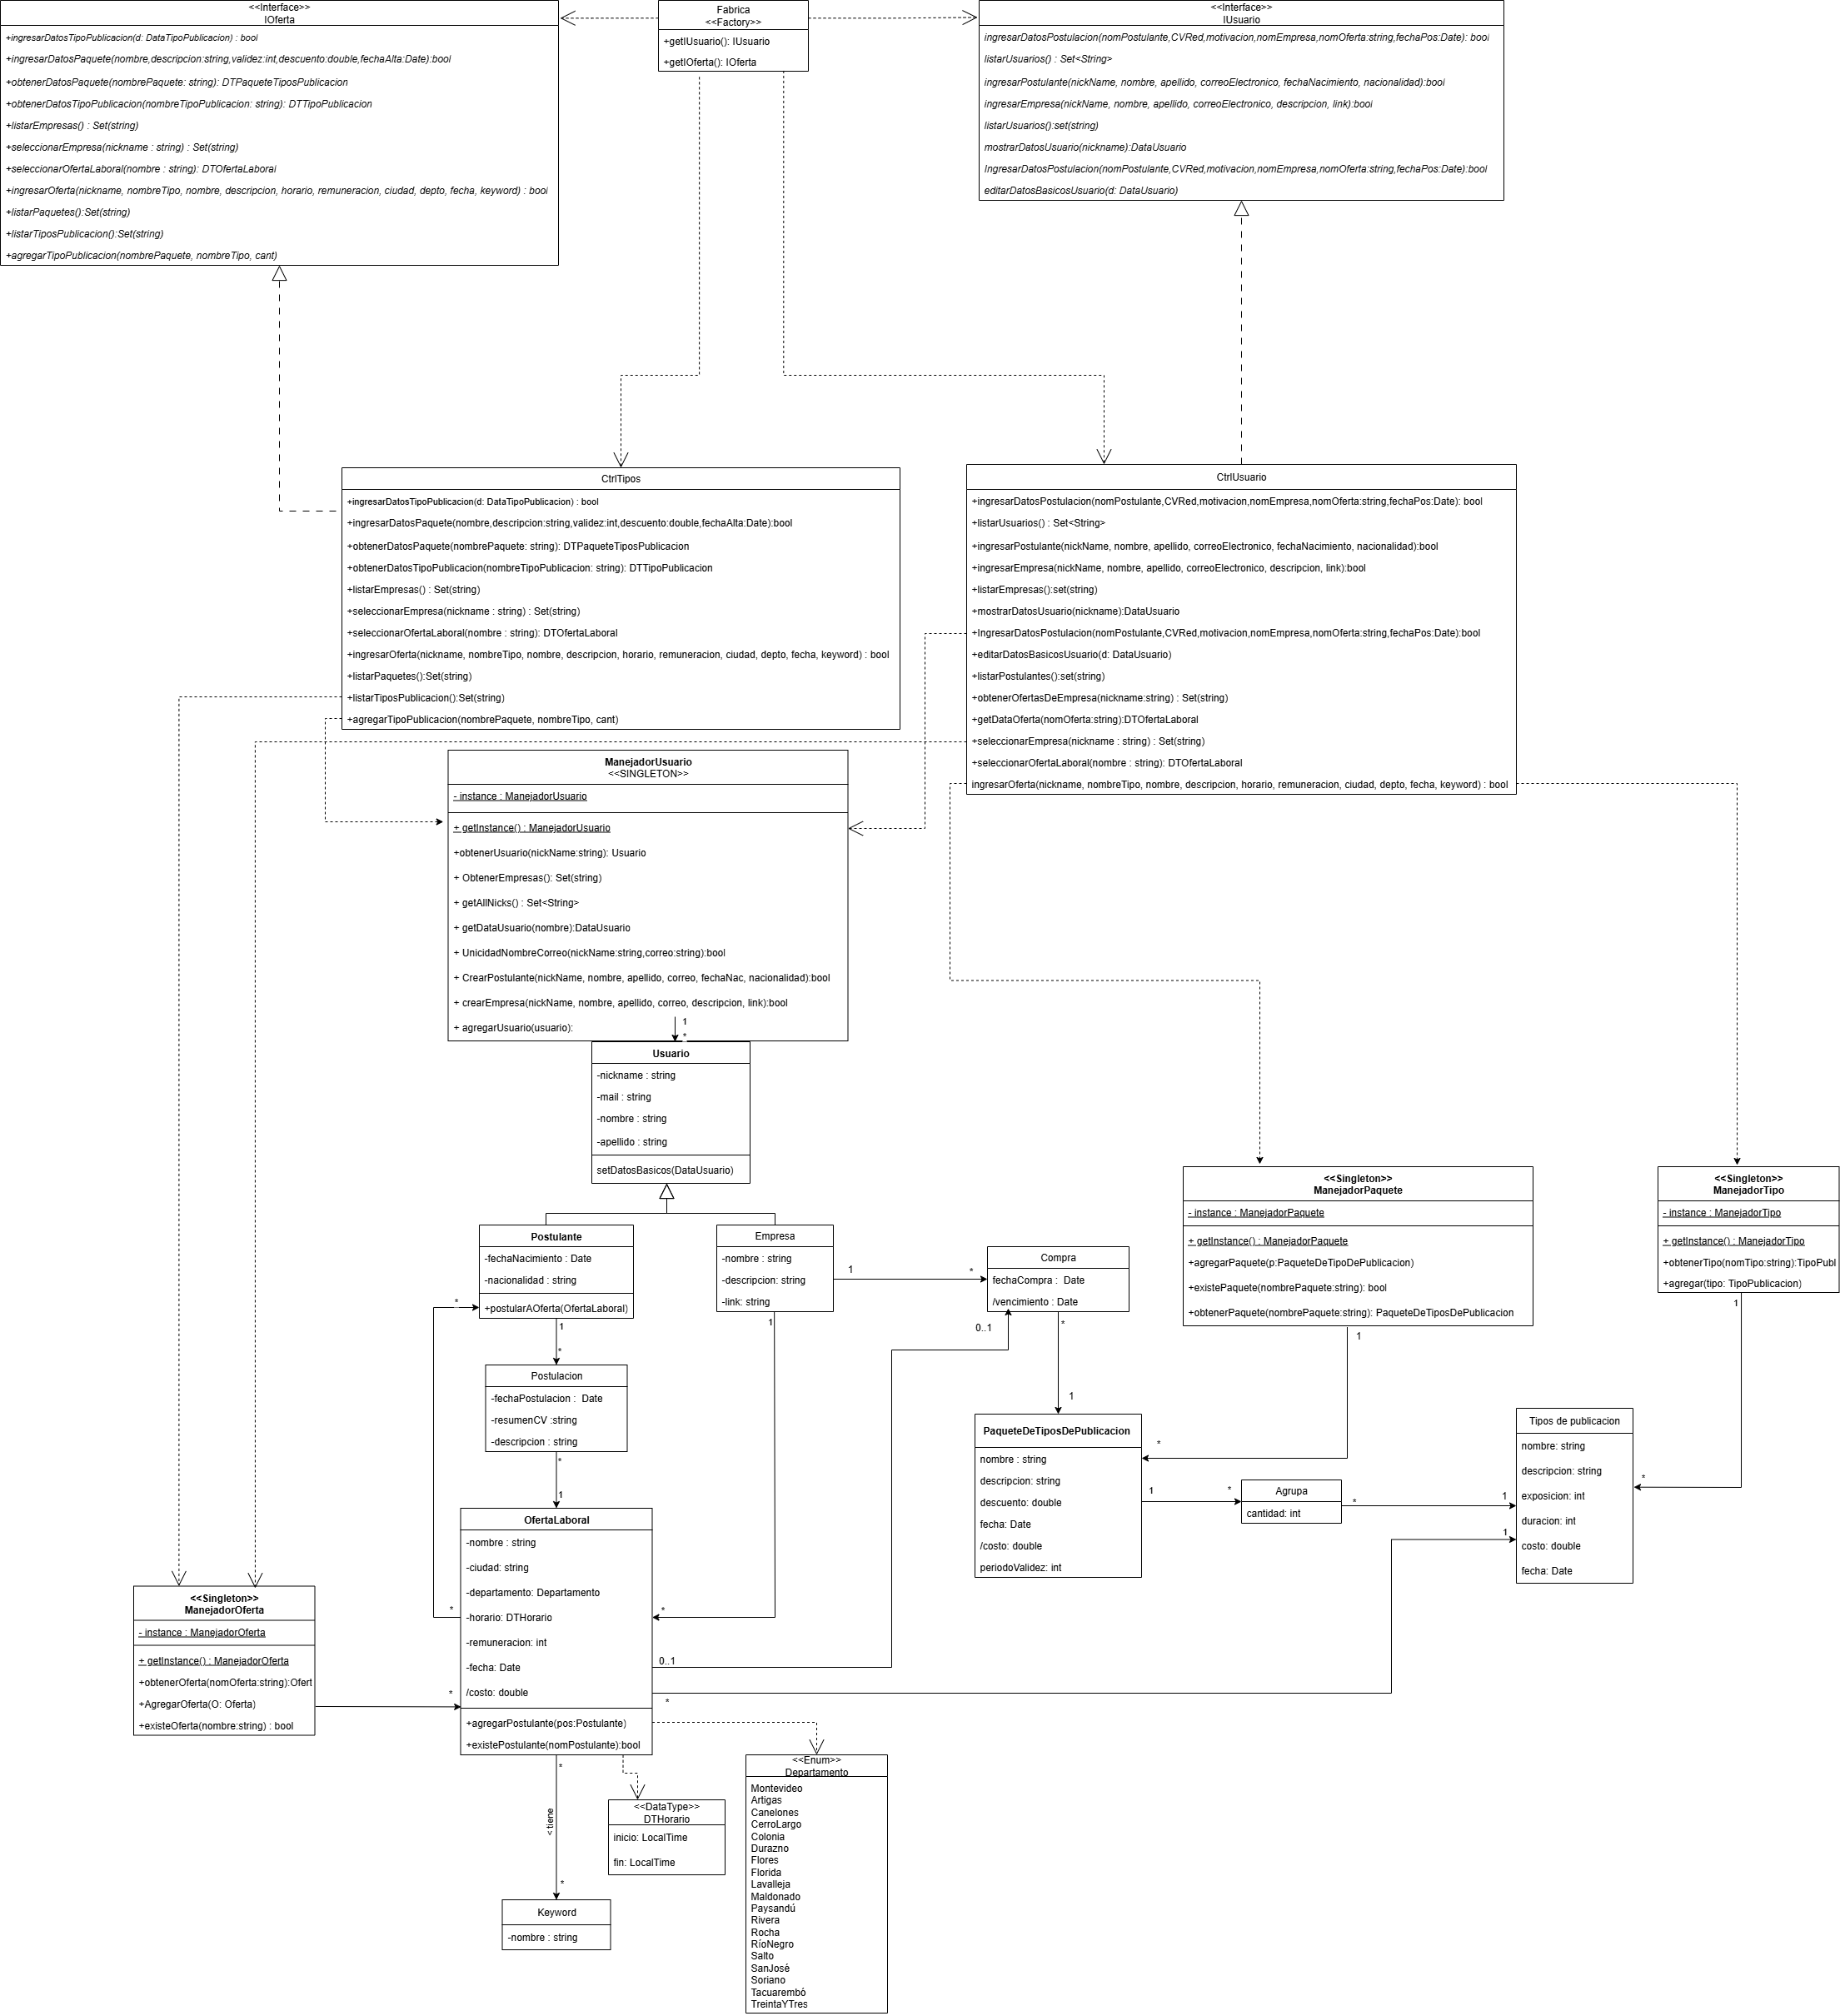 <<Interface>>
IOferta
+ingresarDatosTipoPublicacion(d: DataTipoPublicacion) : bool
+ingresarDatosPaquete(nombre,descripcion:string,validez:int,descuento:double,fechaAlta:Date):bool
+obtenerDatosPaquete(nombrePaquete: string): DTPaqueteTiposPublicacion
+obtenerDatosTipoPublicacion(nombreTipoPublicacion: string): DTTipoPublicacion
+listarEmpresas() : Set(string)
+seleccionarEmpresa(nickname : string) : Set(string)
+seleccionarOfertaLaboral(nombre : string): DTOfertaLaboral
+ingresarOferta(nickname, nombreTipo, nombre, descripcion, horario, remuneracion, ciudad, depto, fecha, keyword) : bool
+listarPaquetes():Set(string)
+listarTiposPublicacion():Set(string)
+agregarTipoPublicacion(nombrePaquete, nombreTipo, cant)
Fabrica
<<Factory>>
+getIUsuario(): IUsuario
+getIOferta(): IOferta
<<Interface>>
IUsuario
ingresarDatosPostulacion(nomPostulante,CVRed,motivacion,nomEmpresa,nomOferta:string,fechaPos:Date): bool
listarUsuarios() : Set<String>
ingresarPostulante(nickName, nombre, apellido, correoElectronico, fechaNacimiento, nacionalidad):bool
ingresarEmpresa(nickName, nombre, apellido, correoElectronico, descripcion, link):bool
listarUsuarios():set(string)
mostrarDatosUsuario(nickname):DataUsuario
IngresarDatosPostulacion(nomPostulante,CVRed,motivacion,nomEmpresa,nomOferta:string,fechaPos:Date):bool
editarDatosBasicosUsuario(d: DataUsuario)
CtrlTipos
+ingresarDatosTipoPublicacion(d: DataTipoPublicacion) : bool
+ingresarDatosPaquete(nombre,descripcion:string,validez:int,descuento:double,fechaAlta:Date):bool
+obtenerDatosPaquete(nombrePaquete: string): DTPaqueteTiposPublicacion
+obtenerDatosTipoPublicacion(nombreTipoPublicacion: string): DTTipoPublicacion
+listarEmpresas() : Set(string)
+seleccionarEmpresa(nickname : string) : Set(string)
+seleccionarOfertaLaboral(nombre : string): DTOfertaLaboral
+ingresarOferta(nickname, nombreTipo, nombre, descripcion, horario, remuneracion, ciudad, depto, fecha, keyword) : bool
+listarPaquetes():Set(string)
+listarTiposPublicacion():Set(string)
+agregarTipoPublicacion(nombrePaquete, nombreTipo, cant)
CtrlUsuario
+ingresarDatosPostulacion(nomPostulante,CVRed,motivacion,nomEmpresa,nomOferta:string,fechaPos:Date): bool
+listarUsuarios() : Set<String>
+ingresarPostulante(nickName, nombre, apellido, correoElectronico, fechaNacimiento, nacionalidad):bool
+ingresarEmpresa(nickName, nombre, apellido, correoElectronico, descripcion, link):bool
+listarEmpresas():set(string)
+mostrarDatosUsuario(nickname):DataUsuario
+IngresarDatosPostulacion(nomPostulante,CVRed,motivacion,nomEmpresa,nomOferta:string,fechaPos:Date):bool
+editarDatosBasicosUsuario(d: DataUsuario)
+listarPostulantes():set(string)
+obtenerOfertasDeEmpresa(nickname:string) : Set(string)
+getDataOferta(nomOferta:string):DTOfertaLaboral
+seleccionarEmpresa(nickname : string) : Set(string)
+seleccionarOfertaLaboral(nombre : string): DTOfertaLaboral
ingresarOferta(nickname, nombreTipo, nombre, descripcion, horario, remuneracion, ciudad, depto, fecha, keyword) : bool
ManejadorUsuario
<<SINGLETON>>
- instance : ManejadorUsuario
+ getInstance() : ManejadorUsuario
+obtenerUsuario(nickName:string): Usuario
+ ObtenerEmpresas(): Set(string)
+ getAllNicks() : Set<String>
+ getDataUsuario(nombre):DataUsuario
+ UnicidadNombreCorreo(nickName:string,correo:string):bool
+ CrearPostulante(nickName, nombre, apellido, correo, fechaNac, nacionalidad):bool
+ crearEmpresa(nickName, nombre, apellido, correo, descripcion, link):bool
+ agregarUsuario(usuario):
1
*
Usuario
-nickname : string
-mail : string
-nombre : string
-apellido : string
setDatosBasicos(DataUsuario)
<<Singleton>>
ManejadorPaquete
- instance : ManejadorPaquete
+ getInstance() : ManejadorPaquete
+agregarPaquete(p:PaqueteDeTipoDePublicacion)
+existePaquete(nombrePaquete:string): bool
+obtenerPaquete(nombrePaquete:string): PaqueteDeTiposDePublicacion
1
<<Singleton>>
ManejadorTipo
- instance : ManejadorTipo
+ getInstance() : ManejadorTipo
+obtenerTipo(nomTipo:string):TipoPubl
+agregar(tipo: TipoPublicacion)
1
Postulante
-fechaNacimiento : Date
-nacionalidad : string
+postularAOferta(OfertaLaboral)
*
1
*
Empresa
-nombre : string
-descripcion: string
-link: string
1
*
1
Compra
fechaCompra :  Date
/vencimiento : Date
0..1
*
1
Postulacion
-fechaPostulacion :  Date
-resumenCV :string
-descripcion : string
*
1
PaqueteDeTiposDePublicacion
nombre : string
descripcion: string
descuento: double
fecha: Date
/costo: double
periodoValidez: int
*
1
*
Agrupa
cantidad: int
*
1
1
Tipos de publicacion
nombre: string
descripcion: string
exposicion: int
duracion: int
costo: double
fecha: Date
*
OfertaLaboral
-nombre : string
-ciudad: string
-departamento: Departamento
-horario: DTHorario
-remuneracion: int
-fecha: Date
/costo: double
+agregarPostulante(pos:Postulante)
+existePostulante(nomPostulante):bool
*
*
0..1
*
*
<<Singleton>>
ManejadorOferta
- instance : ManejadorOferta
+ getInstance() : ManejadorOferta
+obtenerOferta(nomOferta:string):Ofert
+AgregarOferta(O: Oferta)
+existeOferta(nombre:string) : bool
*
< tiene
*
<<DataType>>
DTHorario
inicio: LocalTime
fin: LocalTime
Keyword
-nombre : string
<<Enum>>
Departamento
Montevideo
Artigas
Canelones
CerroLargo
Colonia
Durazno
Flores
Florida
Lavalleja
Maldonado
Paysandú
Rivera
Rocha
RíoNegro
Salto
SanJosé
Soriano
Tacuarembó
TreintaYTres